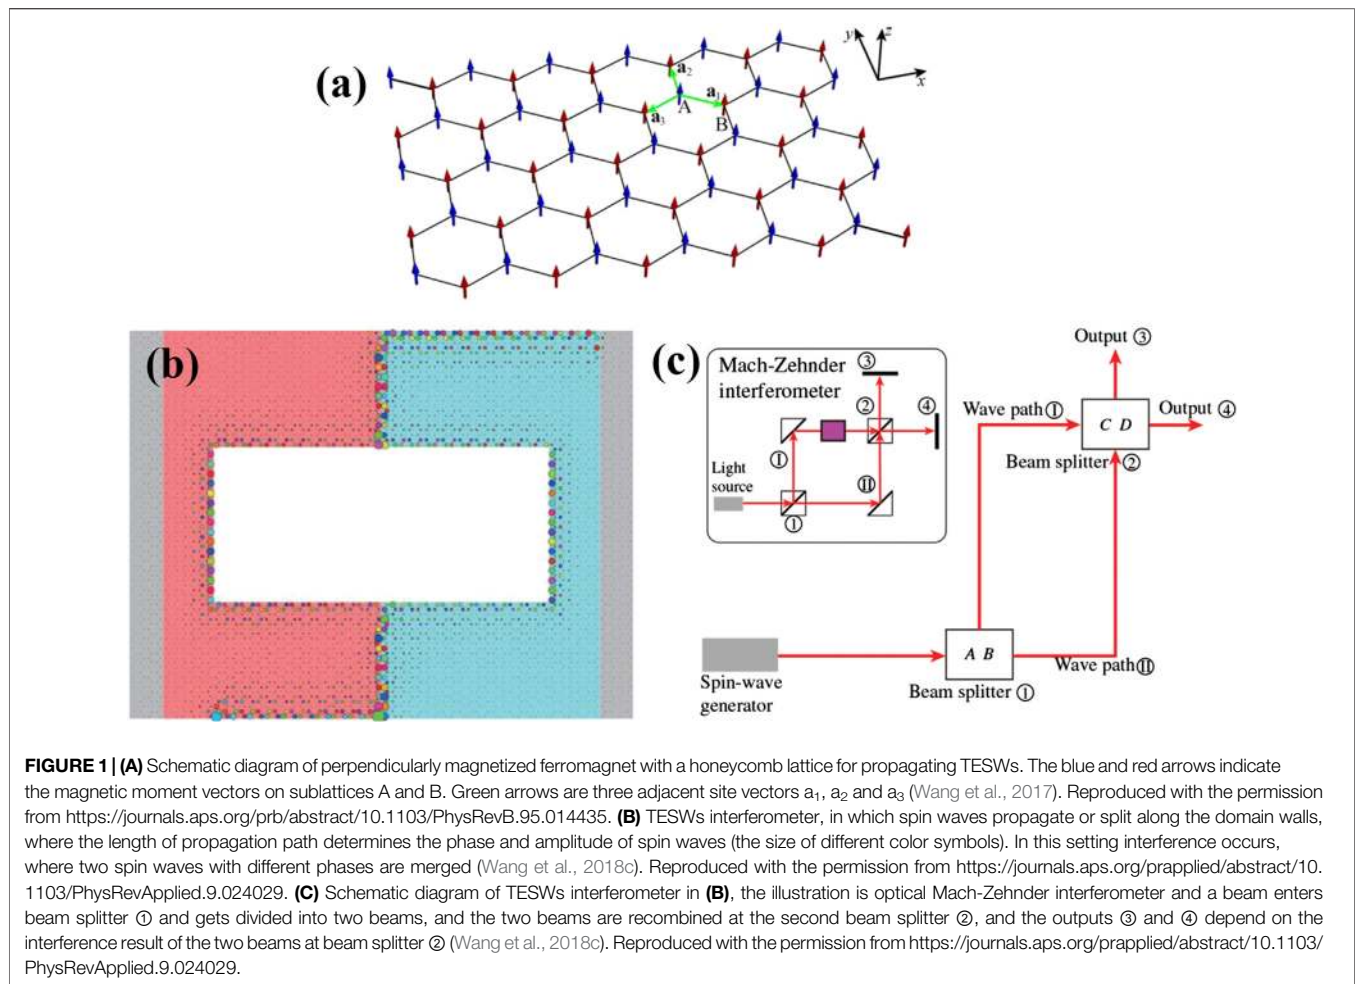 (a)
y
z
x
a2
a1
A
a3
B
(b)
(c)
Mach-Zehnder
interferometer
③
②
④
Light
source
Ⓘ
Ⓘ
①
Output ③
Wave path Ⓘ
C D
Output ④
Beam splitter ②
A B
Wave path Ⅱ
Spin-wave
generator
Beam splitter ①
FIGURE 1 | (A) Schematic diagram of perpendicularly magnetized ferromagnet with a honeycomb lattice for propagating TESWs. The blue and red arrows indicate
the magnetic moment vectors on sublattices A and B. Green arrows are three adjacent site vectors a1, a2 and a3 (Wang et al., 2017). Reproduced with the permission
from https://journals.aps.org/prb/abstract/10.1103/PhysRevB.95.014435. (B) TESWs interferometer, in which spin waves propagate or split along the domain walls,
where the length of propagation path determines the phase and amplitude of spin waves (the size of different color symbols). In this setting interference occurs,
where two spin waves with different phases are merged (Wang et al., 2018c). Reproduced with the permission from https://journals.aps.org/prapplied/abstract/10.
1103/PhysRevApplied.9.024029. (C) Schematic diagram of TESWs interferometer in (B), the illustration is optical Mach-Zehnder interferometer and a beam enters
beam splitter ① and gets divided into two beams, and the two beams are recombined at the second beam splitter ②, and the outputs ③ and ④ depend on the
interference result of the two beams at beam splitter ② (Wang et al., 2018c). Reproduced with the permission from https://journals.aps.org/prapplied/abstract/10.1103/
PhysRevApplied.9.024029.